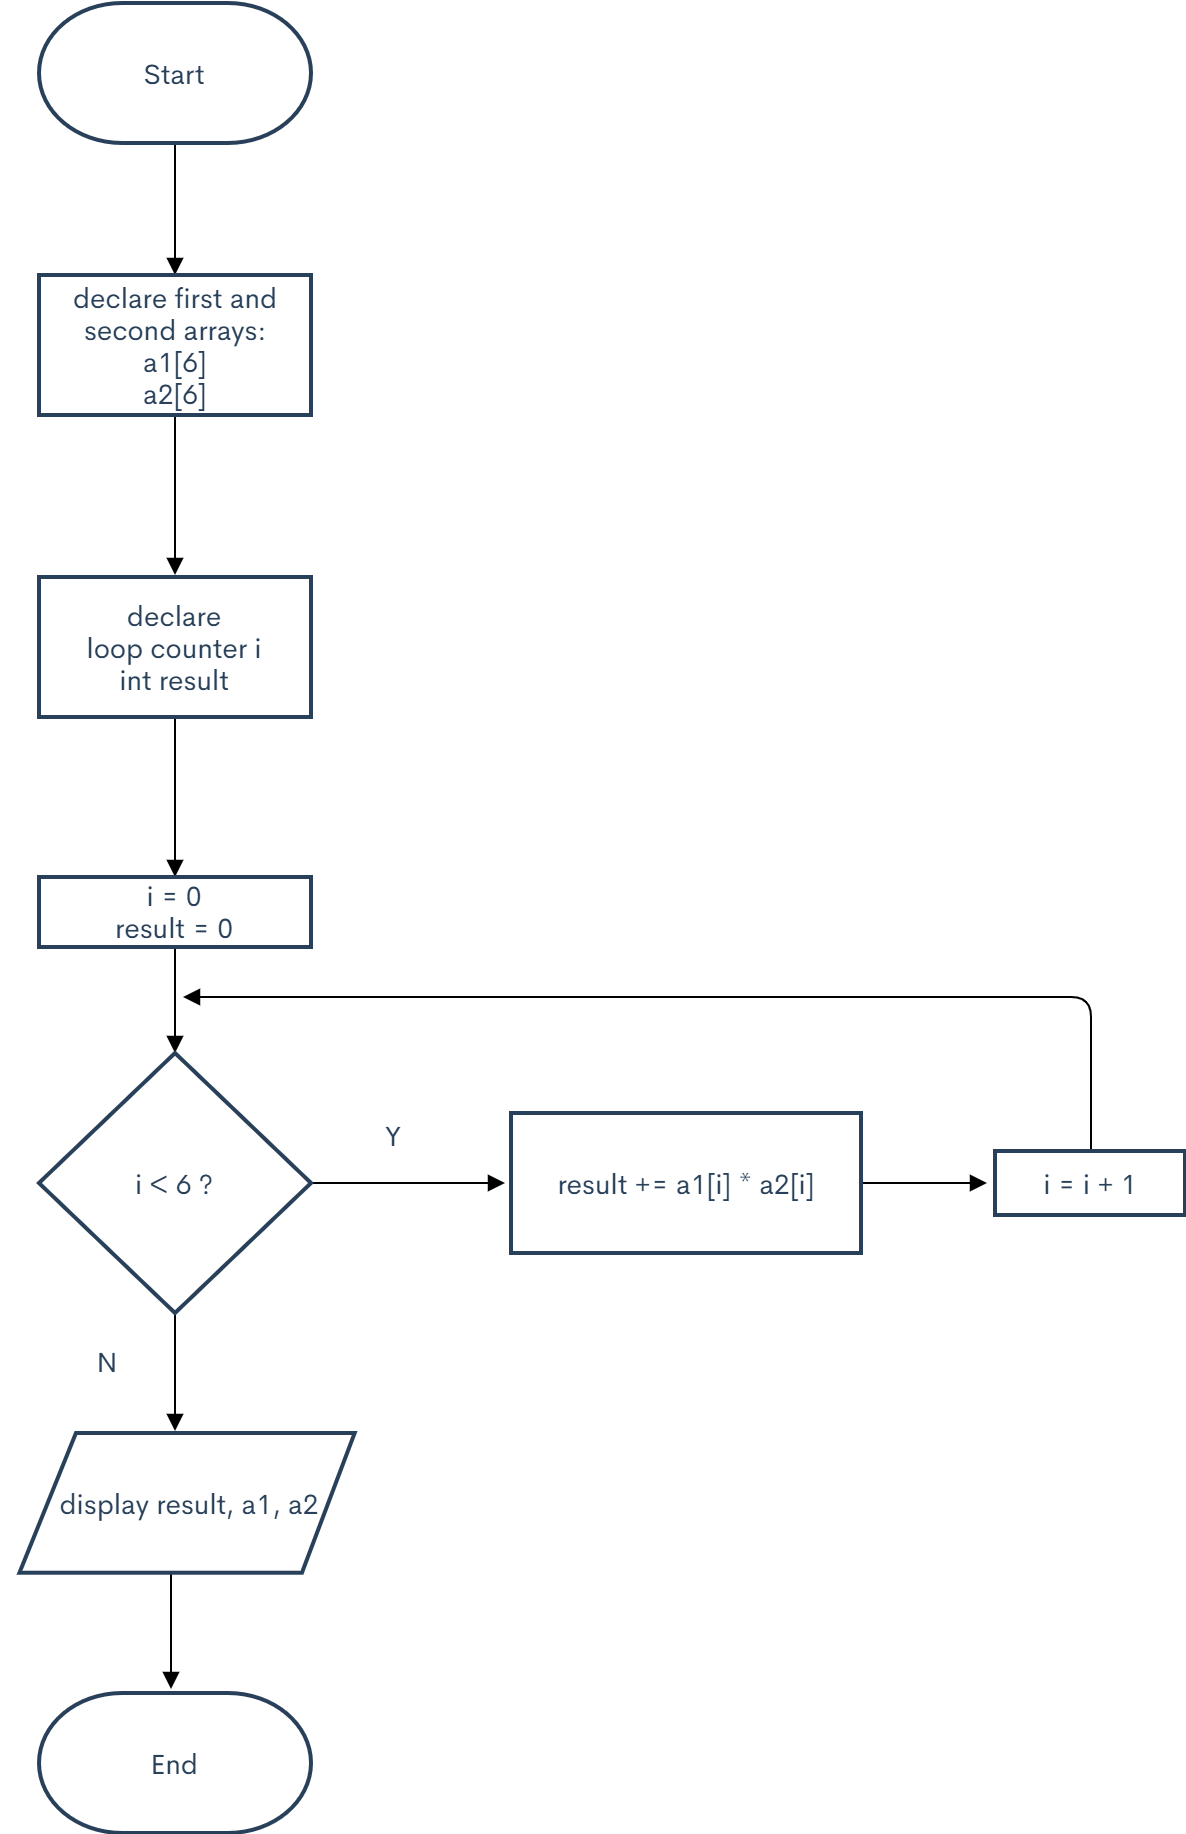 Start
declare first and
second arrays:
a1[6]
a2[6]
declare
loop counter i
int result
i = 0
result = 0
i < 6 ?
Y
result += a1[i] * a2[i]
i = i + 1
N
display result, a1, a2
End